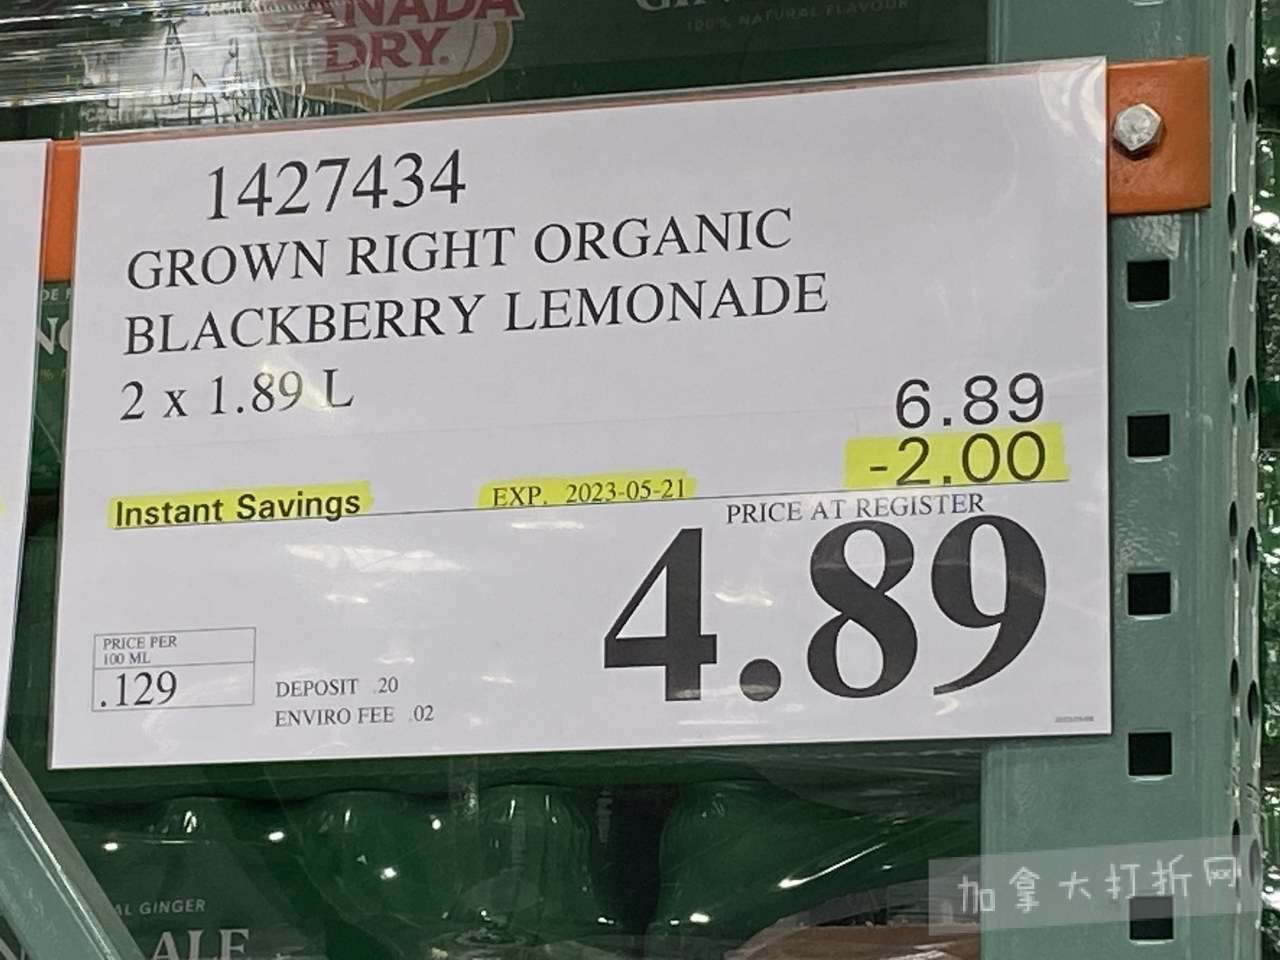 CANADA
DRY
100% NATURAL FLAVOUR
1427434
GROWN RIGHT ORGANIC
BLACKBERRY LEMONADE
2 x 1.89 L
6.89
-2.00
Instant Savings EXP. 2023-05-21
PRICE AT REGISTER
4.89
PRICE PER
100 ML
.129
DEPOSIT .20
ENVIRO FEE .02
加拿大打折网
GINGER
ALE